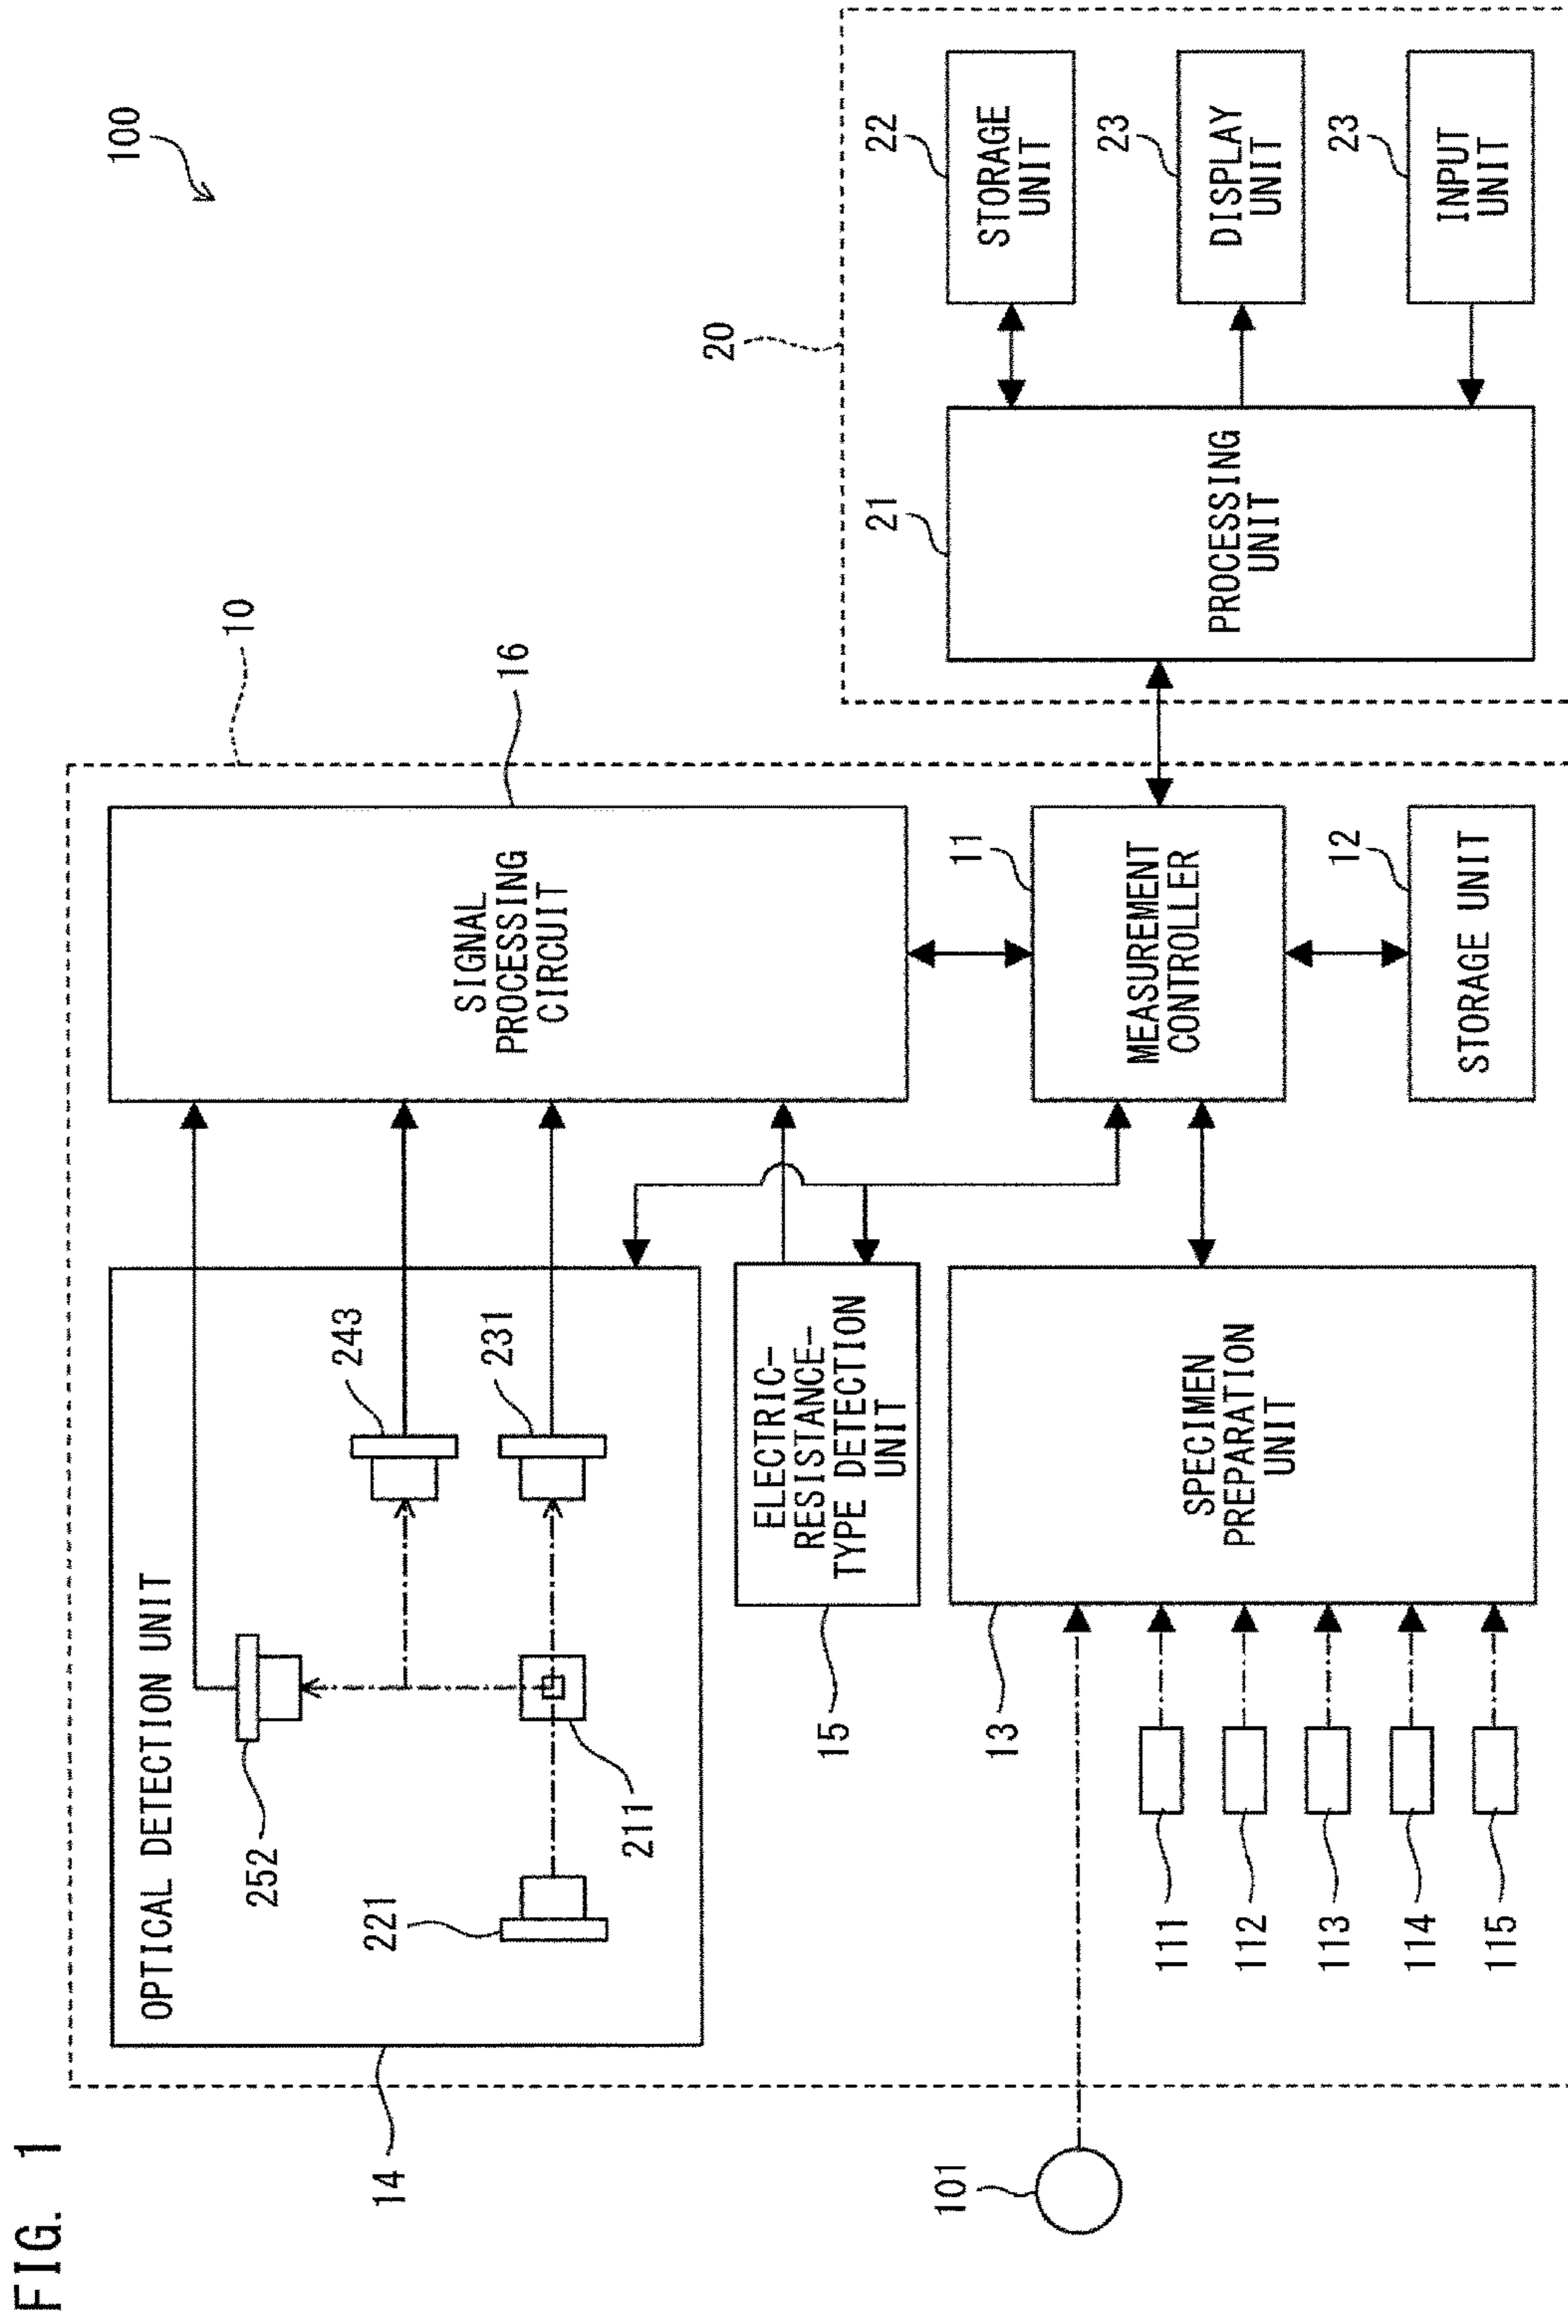 FIG. 1
100
10
20
14
OPTICAL DETECTION UNIT
252
243
221
211
231
16
SIGNAL
PROCESSING
CIRCUIT
15
ELECTRIC-
RESISTANCE-
TYPE DETECTION
UNIT
11
MEASUREMENT
CONTROLLER
12
STORAGE UNIT
101
13
SPECIMEN
PREPARATION
UNIT
111
112
113
114
115
21
PROCESSING
UNIT
22
STORAGE
UNIT
23
DISPLAY
UNIT
23
INPUT
UNIT